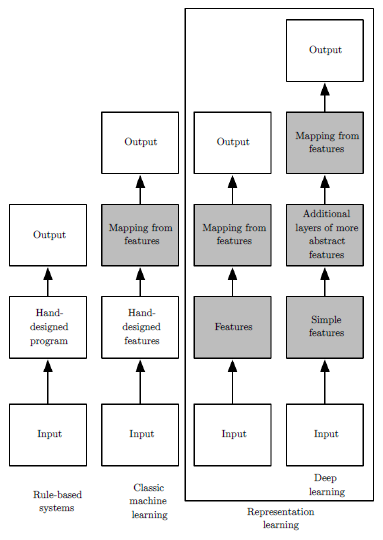 Output
Output
Output
Mapping from
features
Output
Mapping from
features
Mapping from
features
Additional
layers of more
abstract
features
Hand-
designed
program
Hand-
designed
features
Features
Simple
features
Input
Input
Input
Input
Rule-based
systems
Classic
machine
learning
Deep
learning
Representation
learning